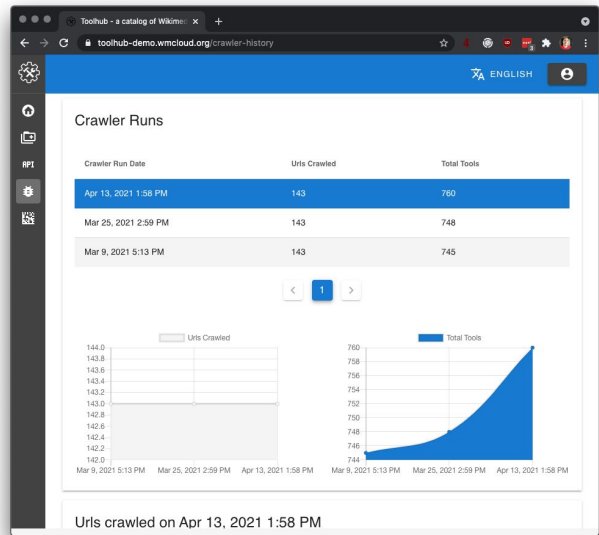 Toolhub - a catalog of Wikimed
toolhub-demo.wmcloud.org/crawler-history
3
ENGLISH
API
Crawler Runs
Crawler Run Date Urls Crawled Total Tools
Apr 13, 2021 1:58 PM 143 760
Mar 25, 2021 2:59 PM 143 748
Mar 9, 2021 5:13 PM 143 745
1
Urls Crawled
144.0
143.8
143.6
143.4
143.2
143.0
142.8
142.6
142.4
142.2
142.0
Mar 9, 2021 5:13 PM Mar 25, 2021 2:59 PM Apr 13, 2021 1:58 PM
Total Tools
760
758
756
754
752
750
748
746
744
Mar 9, 2021 5:13 PM Mar 25, 2021 2:59 PM Apr 13, 2021 1:58 PM
Urls crawled on Apr 13, 2021 1:58 PM